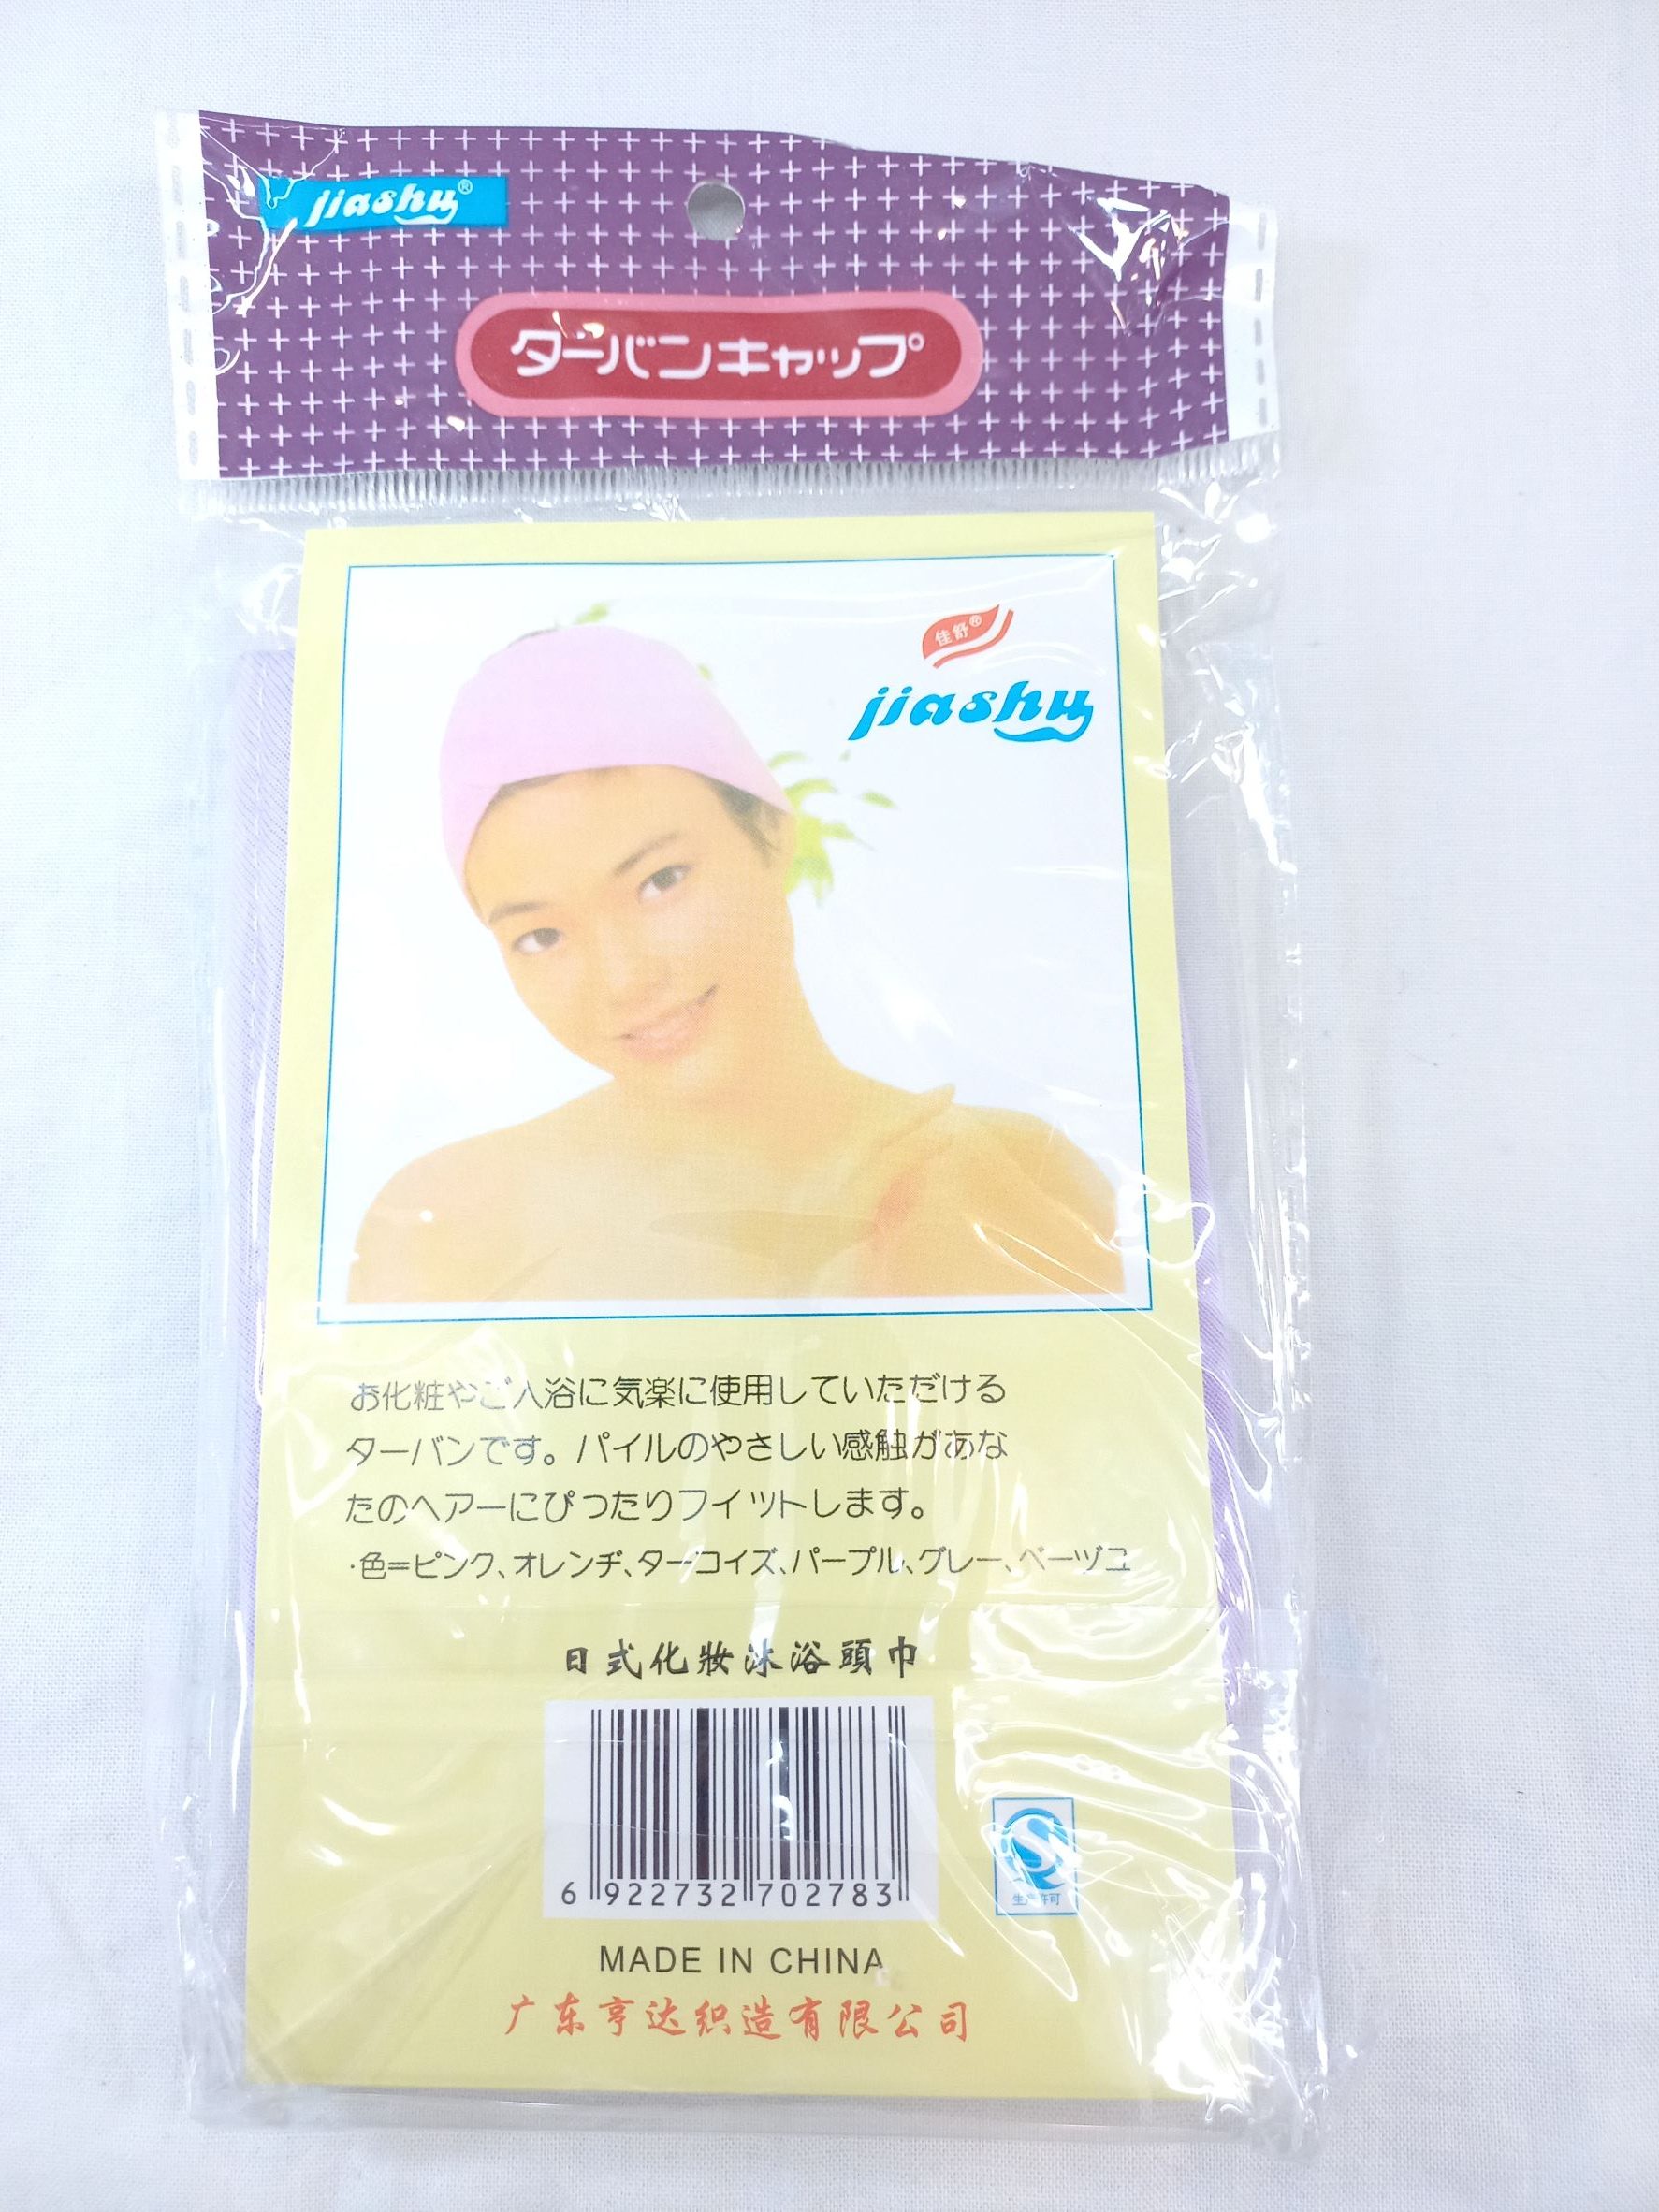 jiashu®
ターバンキャップ
佳舒®
jiashu
お化粧やご入浴に気楽に使用していただける
ターバンです。パイルのやさしい感触があな
たのヘアーにぴったりフィットします。
·色=ピンク、オレンヂ、ターコイズ、パープル、グレー、ベーヅュ
日式化妝沐浴頭巾
6 922732 702783
生产许可
MADE IN CHINA
广东亨达织造有限公司